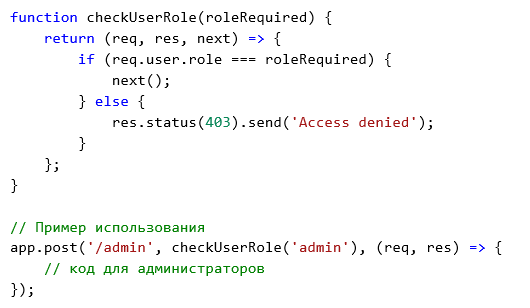 function checkUserRole(roleRequired) {
    return (req, res, next) => {
        if (req.user.role === roleRequired) {
            next();
        } else {
            res.status(403).send('Access denied');
        }
    };
}

// Пример использования
app.post('/admin', checkUserRole('admin'), (req, res) => {
    // код для администраторов
});